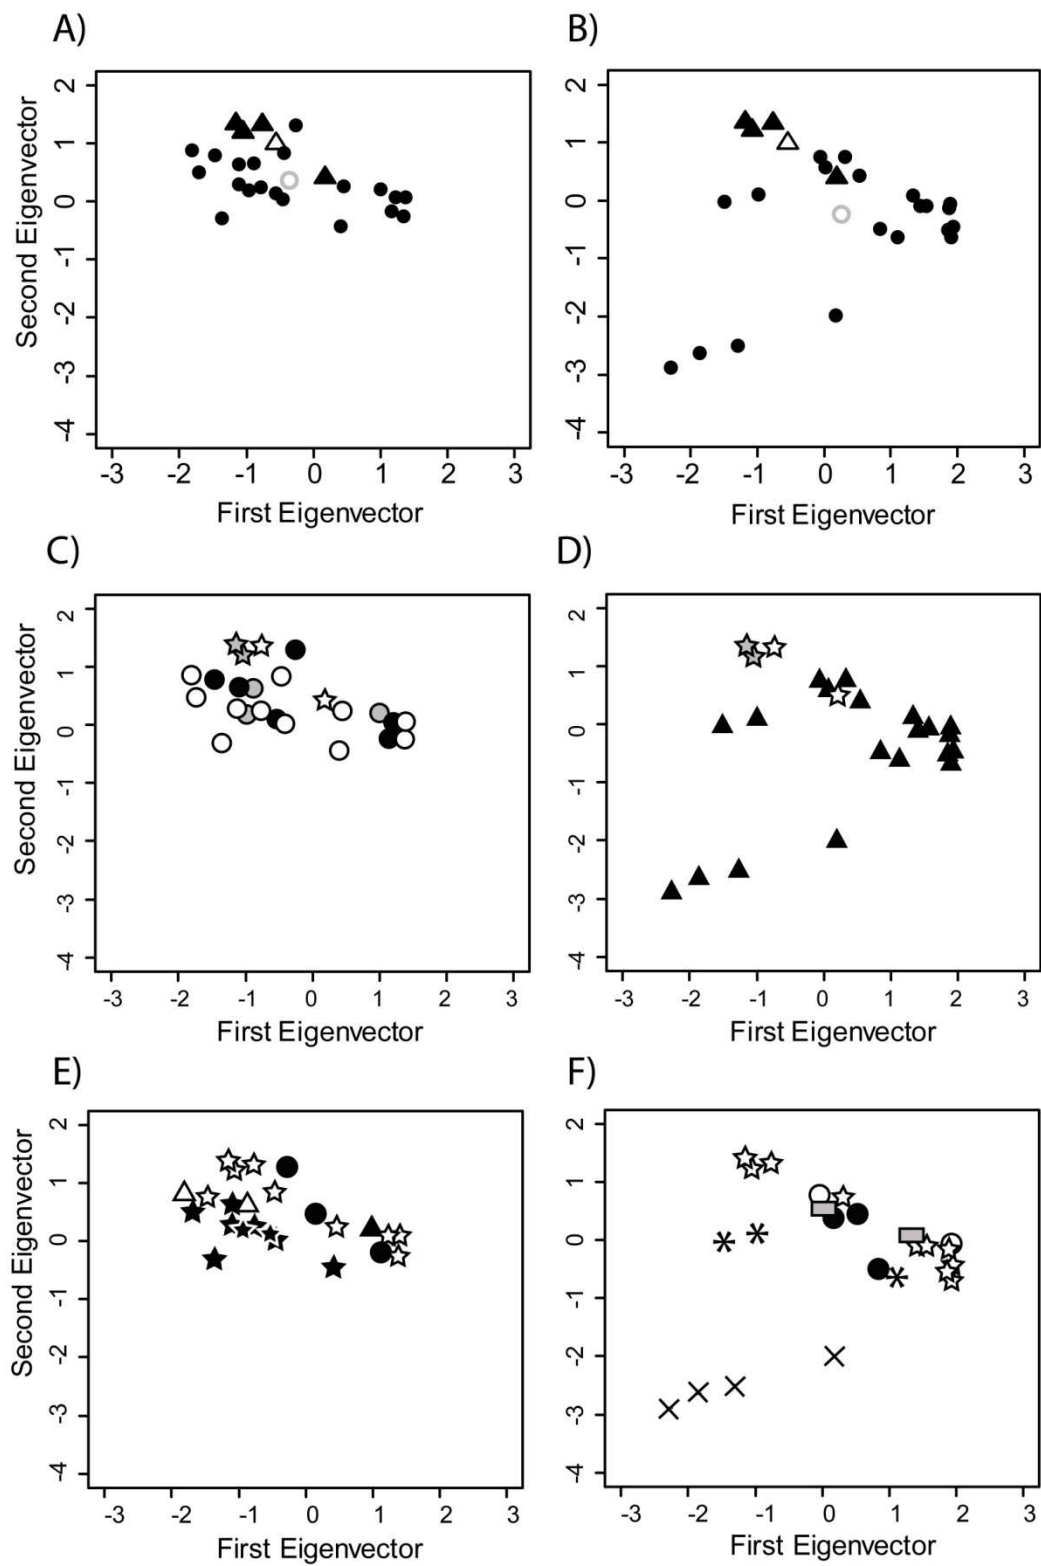 A)
2
1
0
-1
-2
-3
-4
Second Eigenvector
-3 -2 -1 0 1 2 3
First Eigenvector
B)
2
1
0
-1
-2
-3
-4
-3 -2 -1 0 1 2 3
First Eigenvector
C)
2
1
0
-1
-2
-3
-4
Second Eigenvector
-3 -2 -1 0 1 2 3
First Eigenvector
D)
2
1
0
-1
-2
-3
-4
-3 -2 -1 0 1 2 3
First Eigenvector
E)
2
1
0
-1
-2
-3
-4
Second Eigenvector
-3 -2 -1 0 1 2 3
First Eigenvector
F)
2
1
0
-1
-2
-3
-4
-3 -2 -1 0 1 2 3
First Eigenvector